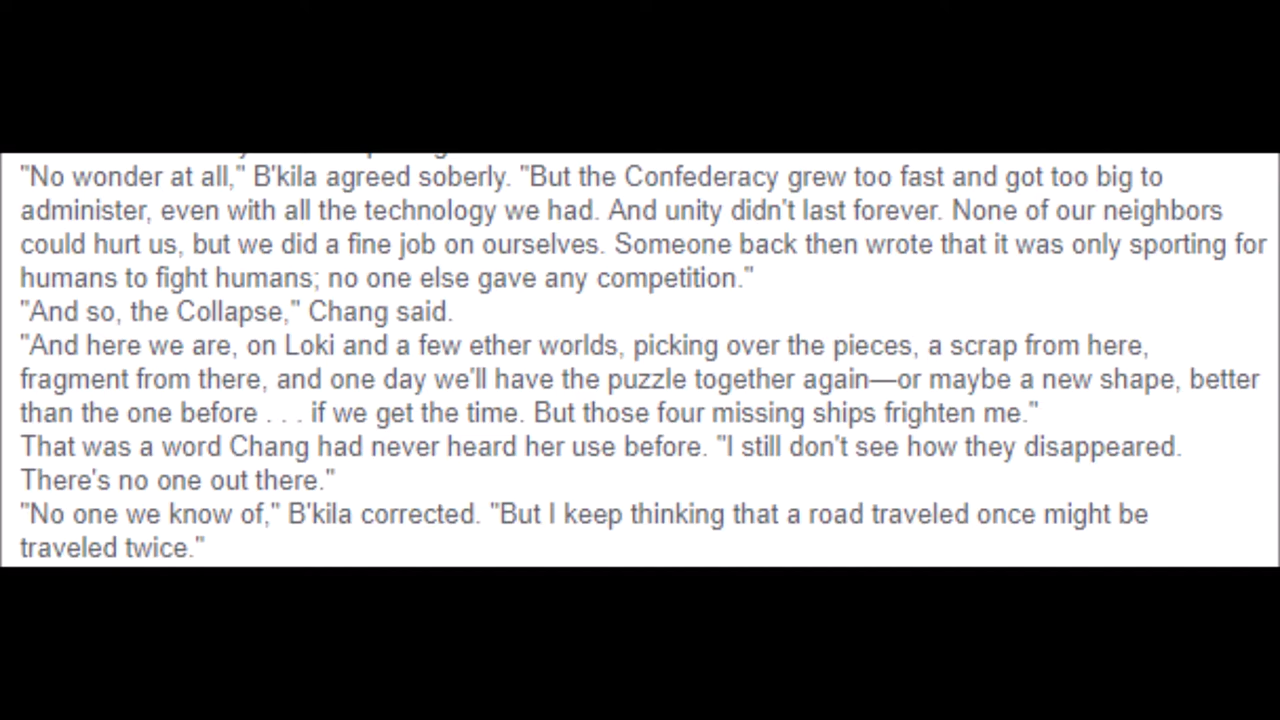 "No wonder at all," B'kila agreed soberly. "But the Confederacy grew too fast and got too big to
administer, even with all the technology we had. And unity didn't last forever. None of our neighbors
could hurt us, but we did a fine job on ourselves. Someone back then wrote that it was only sporting for
humans to fight humans; no one else gave any competition."
"And so, the Collapse," Chang said.
"And here we are, on Loki and a few ether worlds, picking over the pieces, a scrap from here,
fragment from there, and one day we'll have the puzzle together again—or maybe a new shape, better
than the one before . . . if we get the time. But those four missing ships frighten me."
That was a word Chang had never heard her use before. "I still don't see how they disappeared.
There's no one out there."
"No one we know of," B'kila corrected. "But I keep thinking that a road traveled once might be
traveled twice."